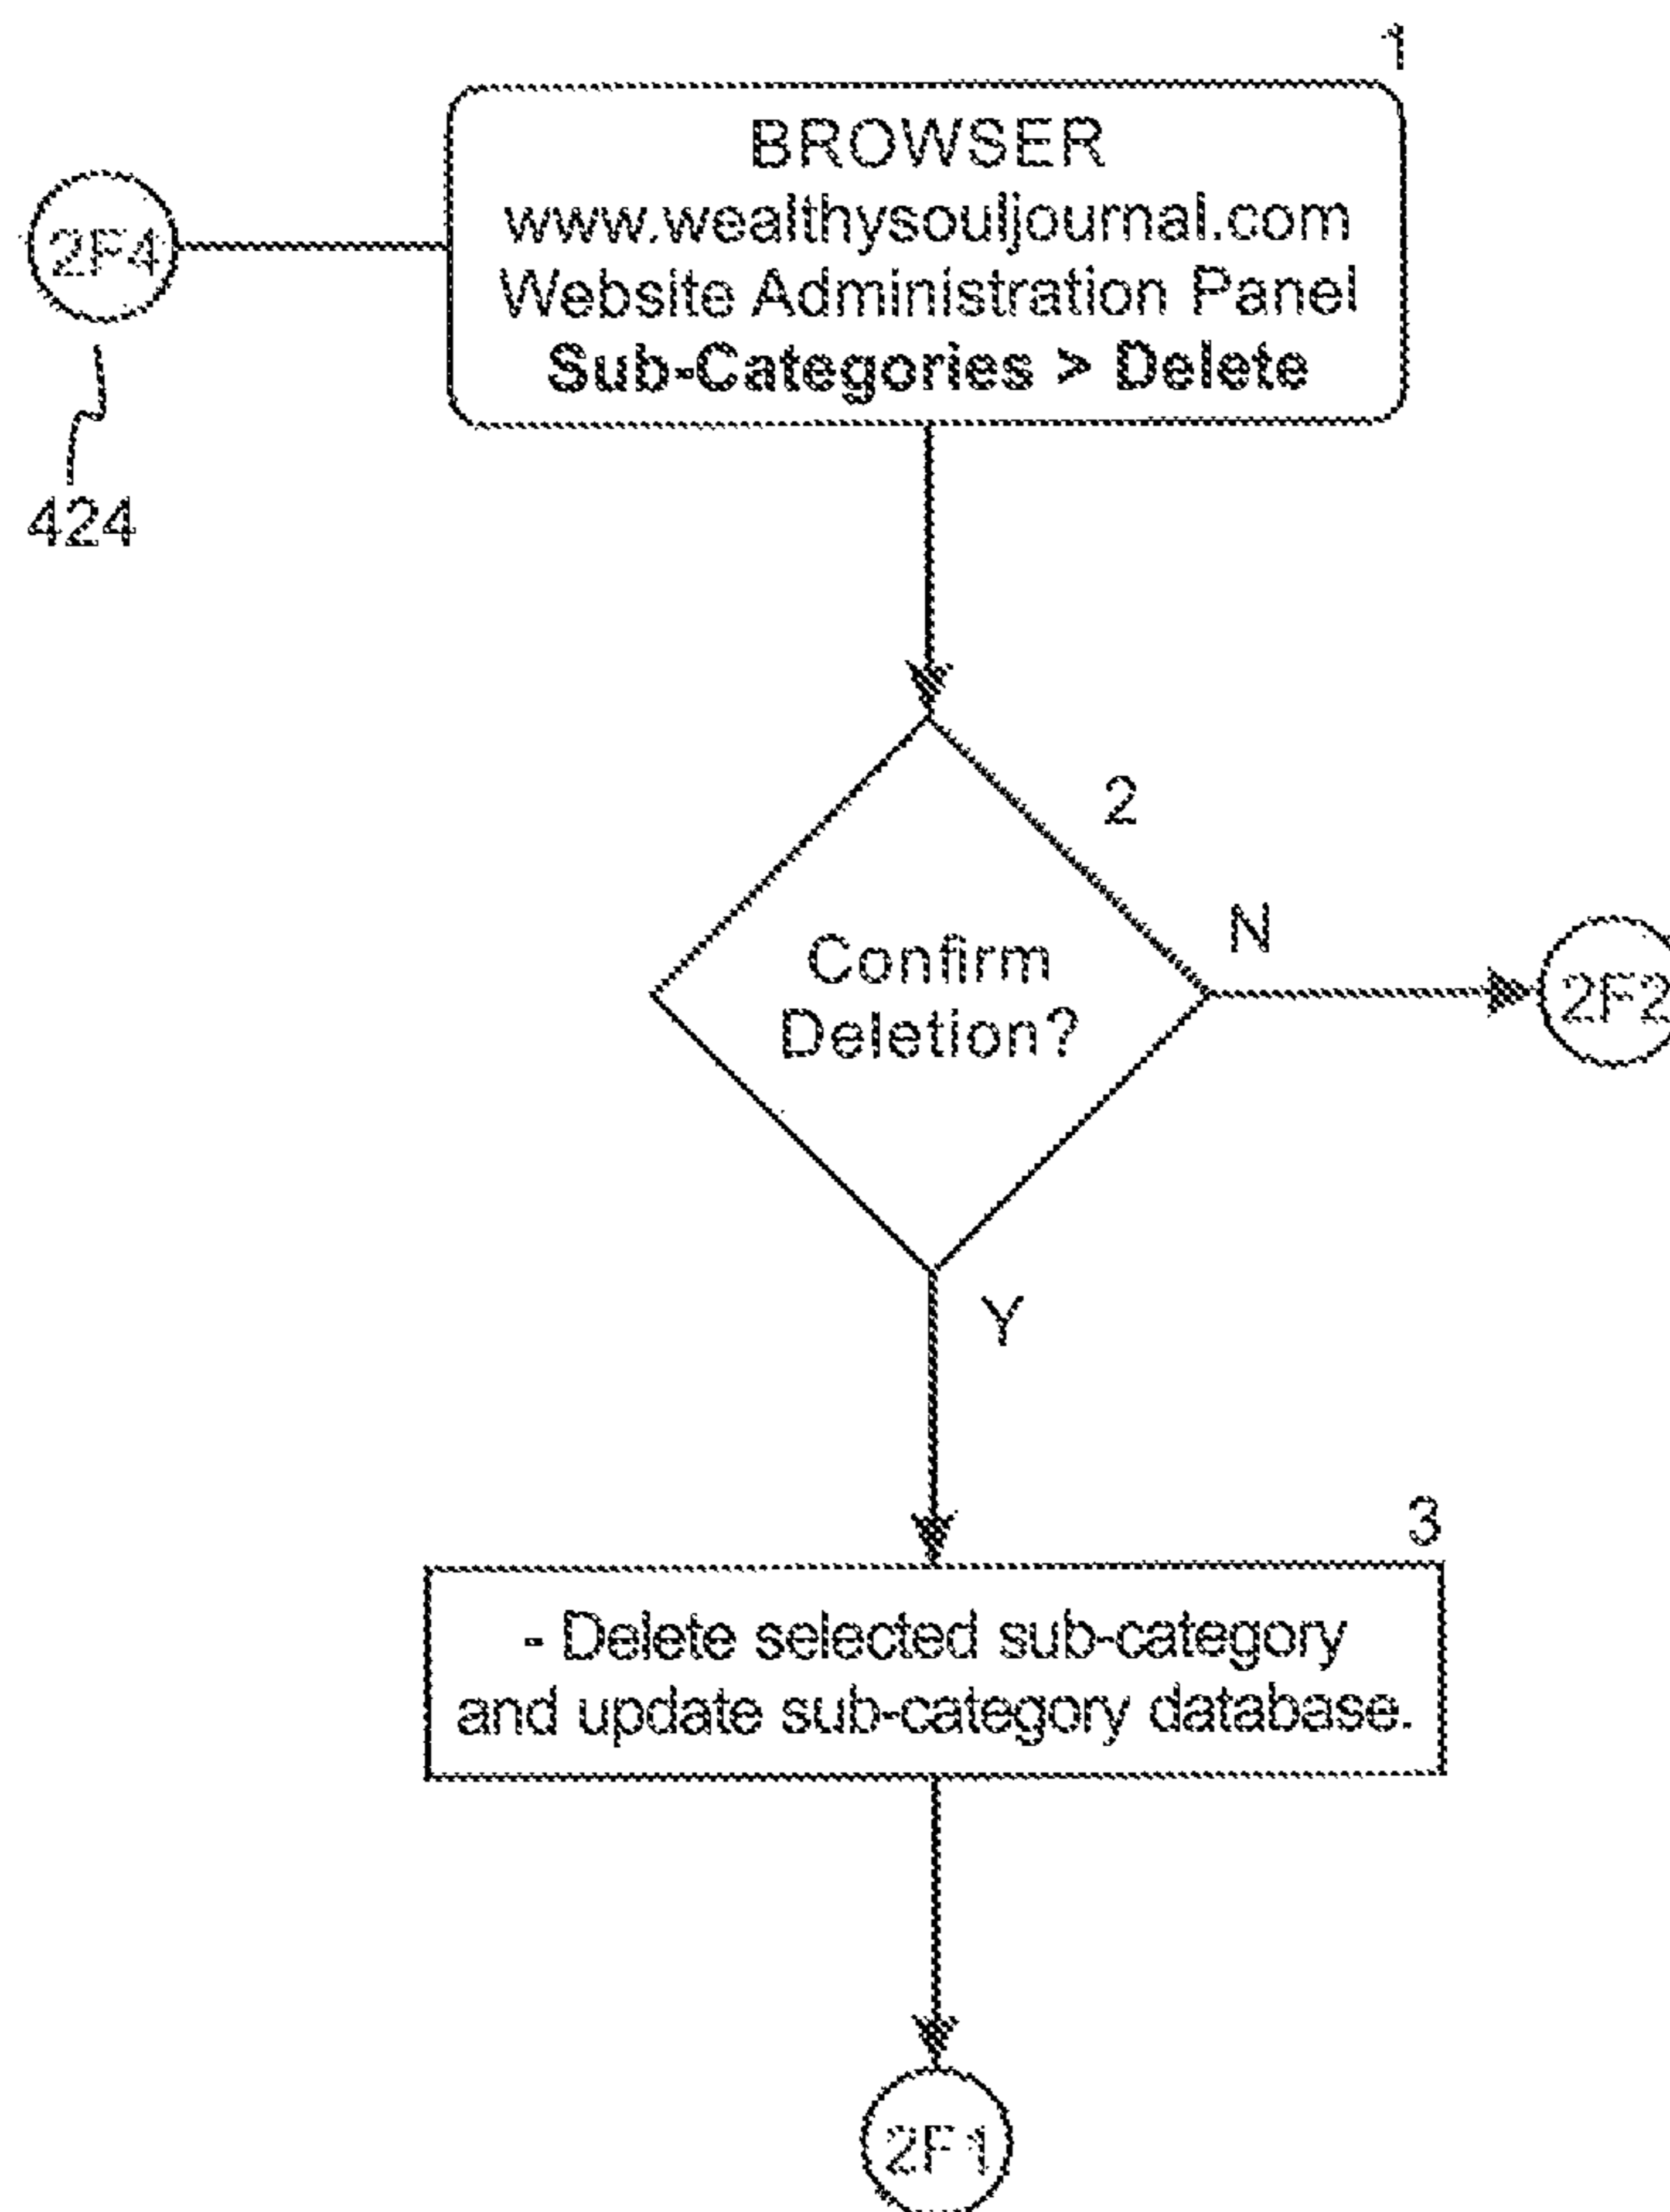 1
BROWSER
www.wealthysouljournal.com
Website Administration Panel
Sub-Categories > Delete
2F4
424
2
Confirm
Deletion?
N
2F2
Y
3
- Delete selected sub-category
and update sub-category database.
2F1